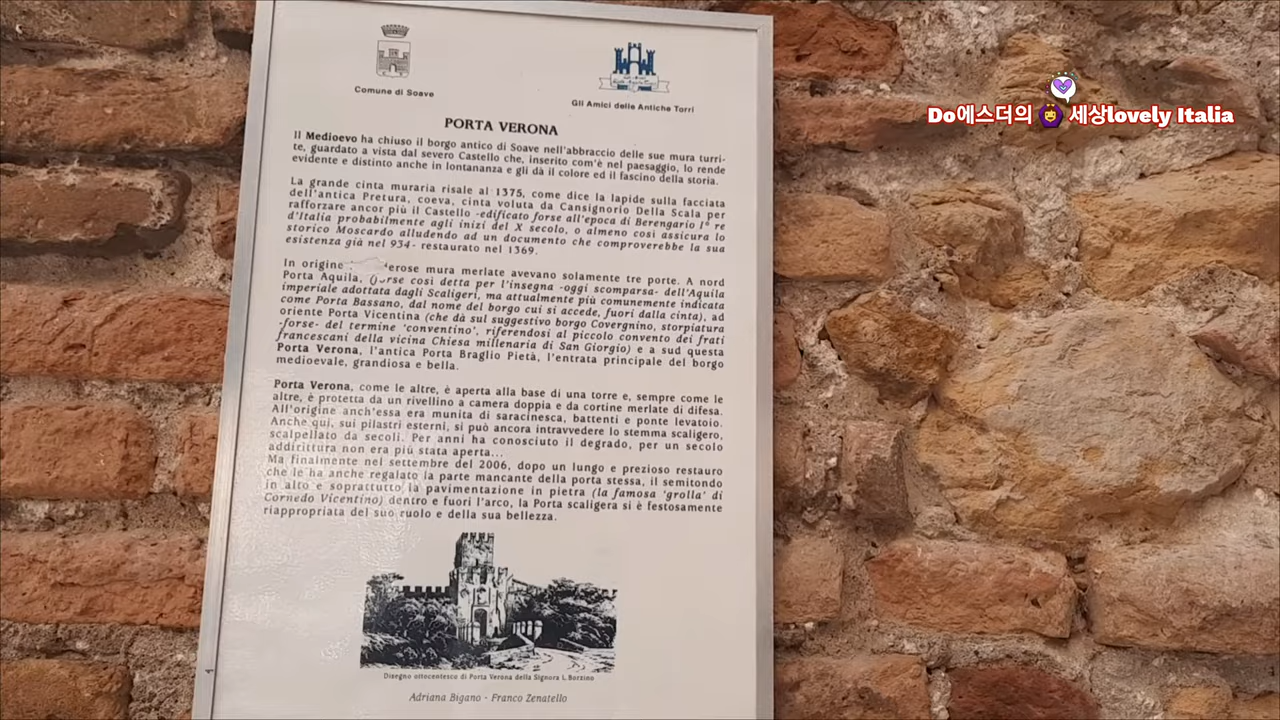 Comune di Soave
Gli Amici delle Antiche Torri
Do에스더의 세상lovely Italia
PORTA VERONA
Il Medioevo ha chiuso il borgo antico di Soave nell'abbraccio delle sue mura turri-
te, guardato a vista dal severo Castello che, inserito com'è nel paesaggio, lo rende
evidente e distinto anche in lontananza e gli dà il colore ed il fascino della storia.
La grande cinta muraria risale al 1375, come dice la lapide sulla facciata
dell'antica Pretura, coeva, cinta voluta da Cansignorio Della Scala per
rafforzare ancor più il Castello -edificato forse all'epoca di Berengario I° re
d'Italia probabilmente agli inizi del X secolo, o almeno così assicura lo
storico Moscardo alludendo ad un documento che comproverebbe la sua
esistenza già nel 934- restaurato nel 1369.
In origine erose mura merlate avevano solamente tre porte. A nord
Porta Aquila, (forse così detta per l'insegna -oggi scomparsa- dell'Aquila
imperiale adottata dagli Scaligeri, ma attualmente più comunemente indicata
come Porta Bassano, dal nome del borgo cui si accede, fuori dalla cinta), ad
oriente Porta Vicentina (che dà sul suggestivo borgo Covergnino, storpiatura
-forse- del termine 'conventino', riferendosi al piccolo convento dei frati
francescani della vicina Chiesa millenaria di San Giorgio) e a sud questa
Porta Verona, l'antica Porta Braglio Pietà, l'entrata principale del borgo
medioevale, grandiosa e bella.
Porta Verona, come le altre, è aperta alla base di una torre e, sempre come le
altre, è protetta da un rivellino a camera doppia e da cortine merlate di difesa.
All'origine anch'essa era munita di saracinesca, battenti e ponte levatoio.
Anche qui, sui pilastri esterni, si può ancora intravvedere lo stemma scaligero,
scalpellato da secoli. Per anni ha conosciuto il degrado, per un secolo
addirittura non era più stata aperta...
Ma finalmente nel settembre del 2006, dopo un lungo e prezioso restauro
che le ha anche regalato la parte mancante della porta stessa, il semitondo
in alto e soprattutto la pavimentazione in pietra (la famosa 'grolla' di
Cornedo Vicentino) dentro e fuori l'arco, la Porta scaligera si è festosamente
riappropriata del suo ruolo e della sua bellezza.
Disegno ottocentesco di Porta Verona della Signora L. Borzino
Adriana Bigano - Franco Zenatello